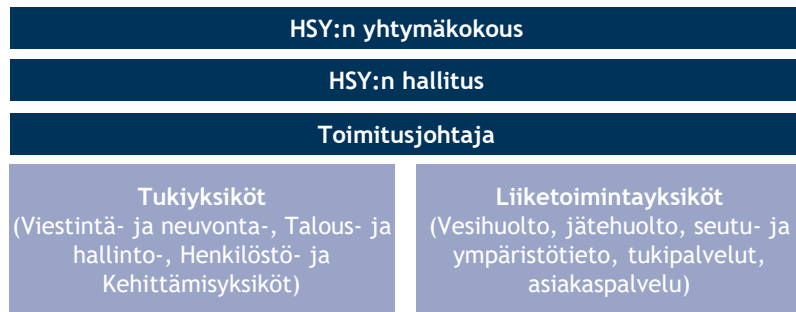 HSY:n yhtymäkokous
HSY:n hallitus
Toimitusjohtaja
Tukiyksiköt
(Viestintä- ja neuvonta-, Talous- ja
hallinto-, Henkilöstö- ja
Kehittämisyksiköt)
Liiketoimintayksiköt
(Vesihuolto, jätehuolto, seutu- ja
ympäristötieto, tukipalvelut,
asiakaspalvelu)